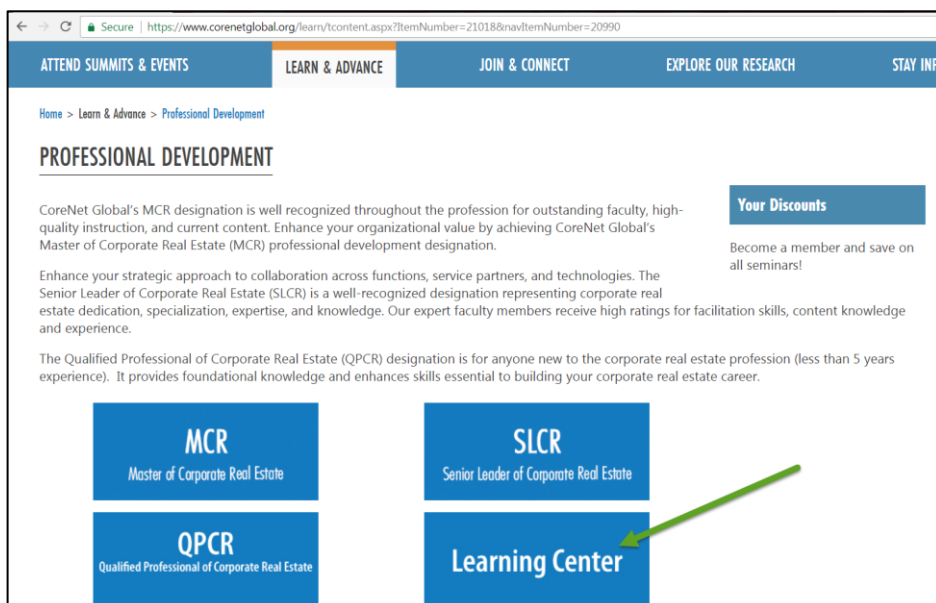 Secure | https://www.corenetglobal.org/learn/tcontent.aspx?ItemNumber=21018&navItemNumber=20990
ATTEND SUMMITS & EVENTS LEARN & ADVANCE JOIN & CONNECT EXPLORE OUR RESEARCH STAY INF
Home > Learn & Advance > Professional Development
PROFESSIONAL DEVELOPMENT
CoreNet Global's MCR designation is well recognized throughout the profession for outstanding faculty, high-
quality instruction, and current content. Enhance your organizational value by achieving CoreNet Global's
Master of Corporate Real Estate (MCR) professional development designation.
Your Discounts
Become a member and save on
all seminars!
Enhance your strategic approach to collaboration across functions, service partners, and technologies. The
Senior Leader of Corporate Real Estate (SLCR) is a well-recognized designation representing corporate real
estate dedication, specialization, expertise, and knowledge. Our expert faculty members receive high ratings for facilitation skills, content knowledge
and experience.
The Qualified Professional of Corporate Real Estate (QPCR) designation is for anyone new to the corporate real estate profession (less than 5 years
experience). It provides foundational knowledge and enhances skills essential to building your corporate real estate career.
MCR
Master of Corporate Real Estate
SLCR
Senior Leader of Corporate Real Estate
QPCR
Qualified Professional of Corporate Real Estate
Learning Center